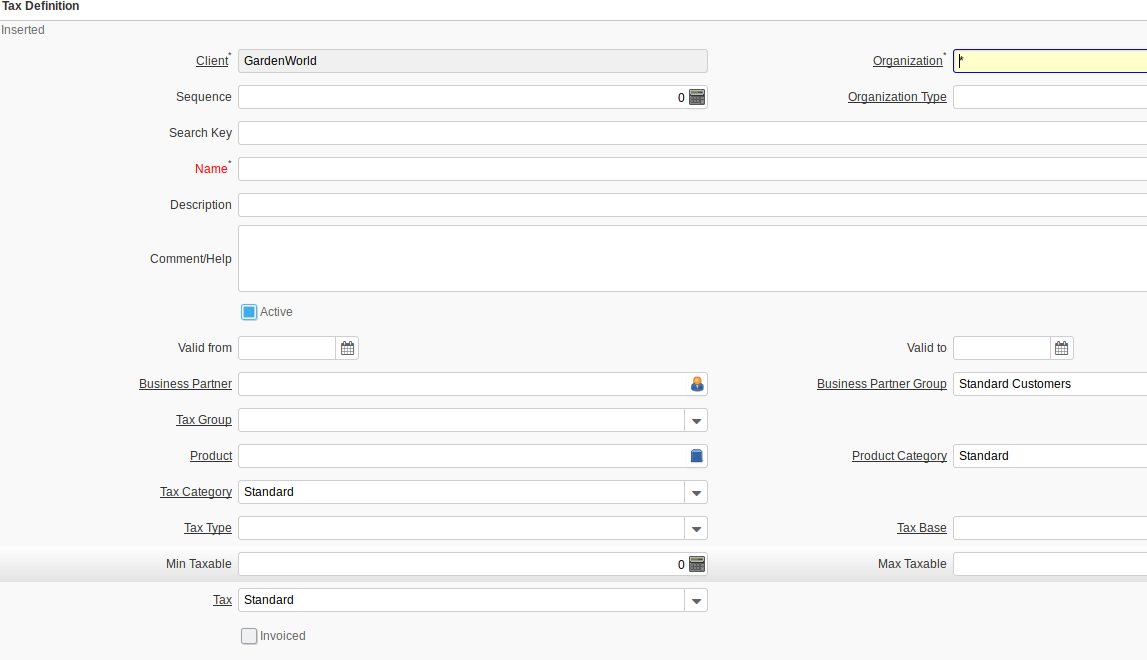 Tax Definition
Inserted
Client* GardenWorld Organization* *
Sequence 0 Organization Type
Search Key
Name*
Description
Comment/Help
Active
Valid from Valid to
Business Partner Business Partner Group Standard Customers
Tax Group
Product Product Category Standard
Tax Category Standard
Tax Type Tax Base
Min Taxable 0 Max Taxable
Tax Standard
Invoiced